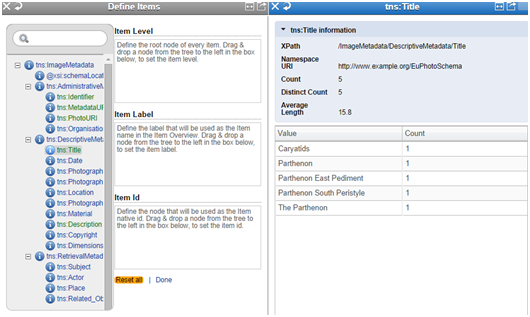 Define Items
tns:ImageMetadata
@xsi:schemaLocat
tns:AdministrativeM
tns:Identifier
tns:MetadataUR
tns:PhotoURI
tns:Organisatio
tns:DescriptiveMet
tns:Title
tns:Date
tns:Photograph
tns:Photograph
tns:Location
tns:Photograph
tns:Material
tns:Description
tns:Copyright
tns:Dimensions
tns:RetrievalMetad
tns:Subject
tns:Actor
tns:Place
tns:Related_Ob
Item Level
Define the root node of every item. Drag &
drop a node from the tree to the left in the box
below, to set the item level.
Item Label
Define the label that will be used as the Item
name in the Item Overview. Drag & drop a
node from the tree to the left in the box below,
to set the item label.
Item Id
Define the node that will be used as the Item
native id. Drag & drop a node from the tree to
the left in the box below, to set the item id.
Reset all | Done
tns:Title
tns:Title information
XPath /ImageMetadata/DescriptiveMetadata/Title
Namespace
URI http://www.example.org/EuPhotoSchema
Count 5
Distinct Count 5
Average
Length 15.8
Value Count
Caryatids 1
Parthenon 1
Parthenon East Pediment 1
Parthenon South Peristyle 1
The Parthenon 1